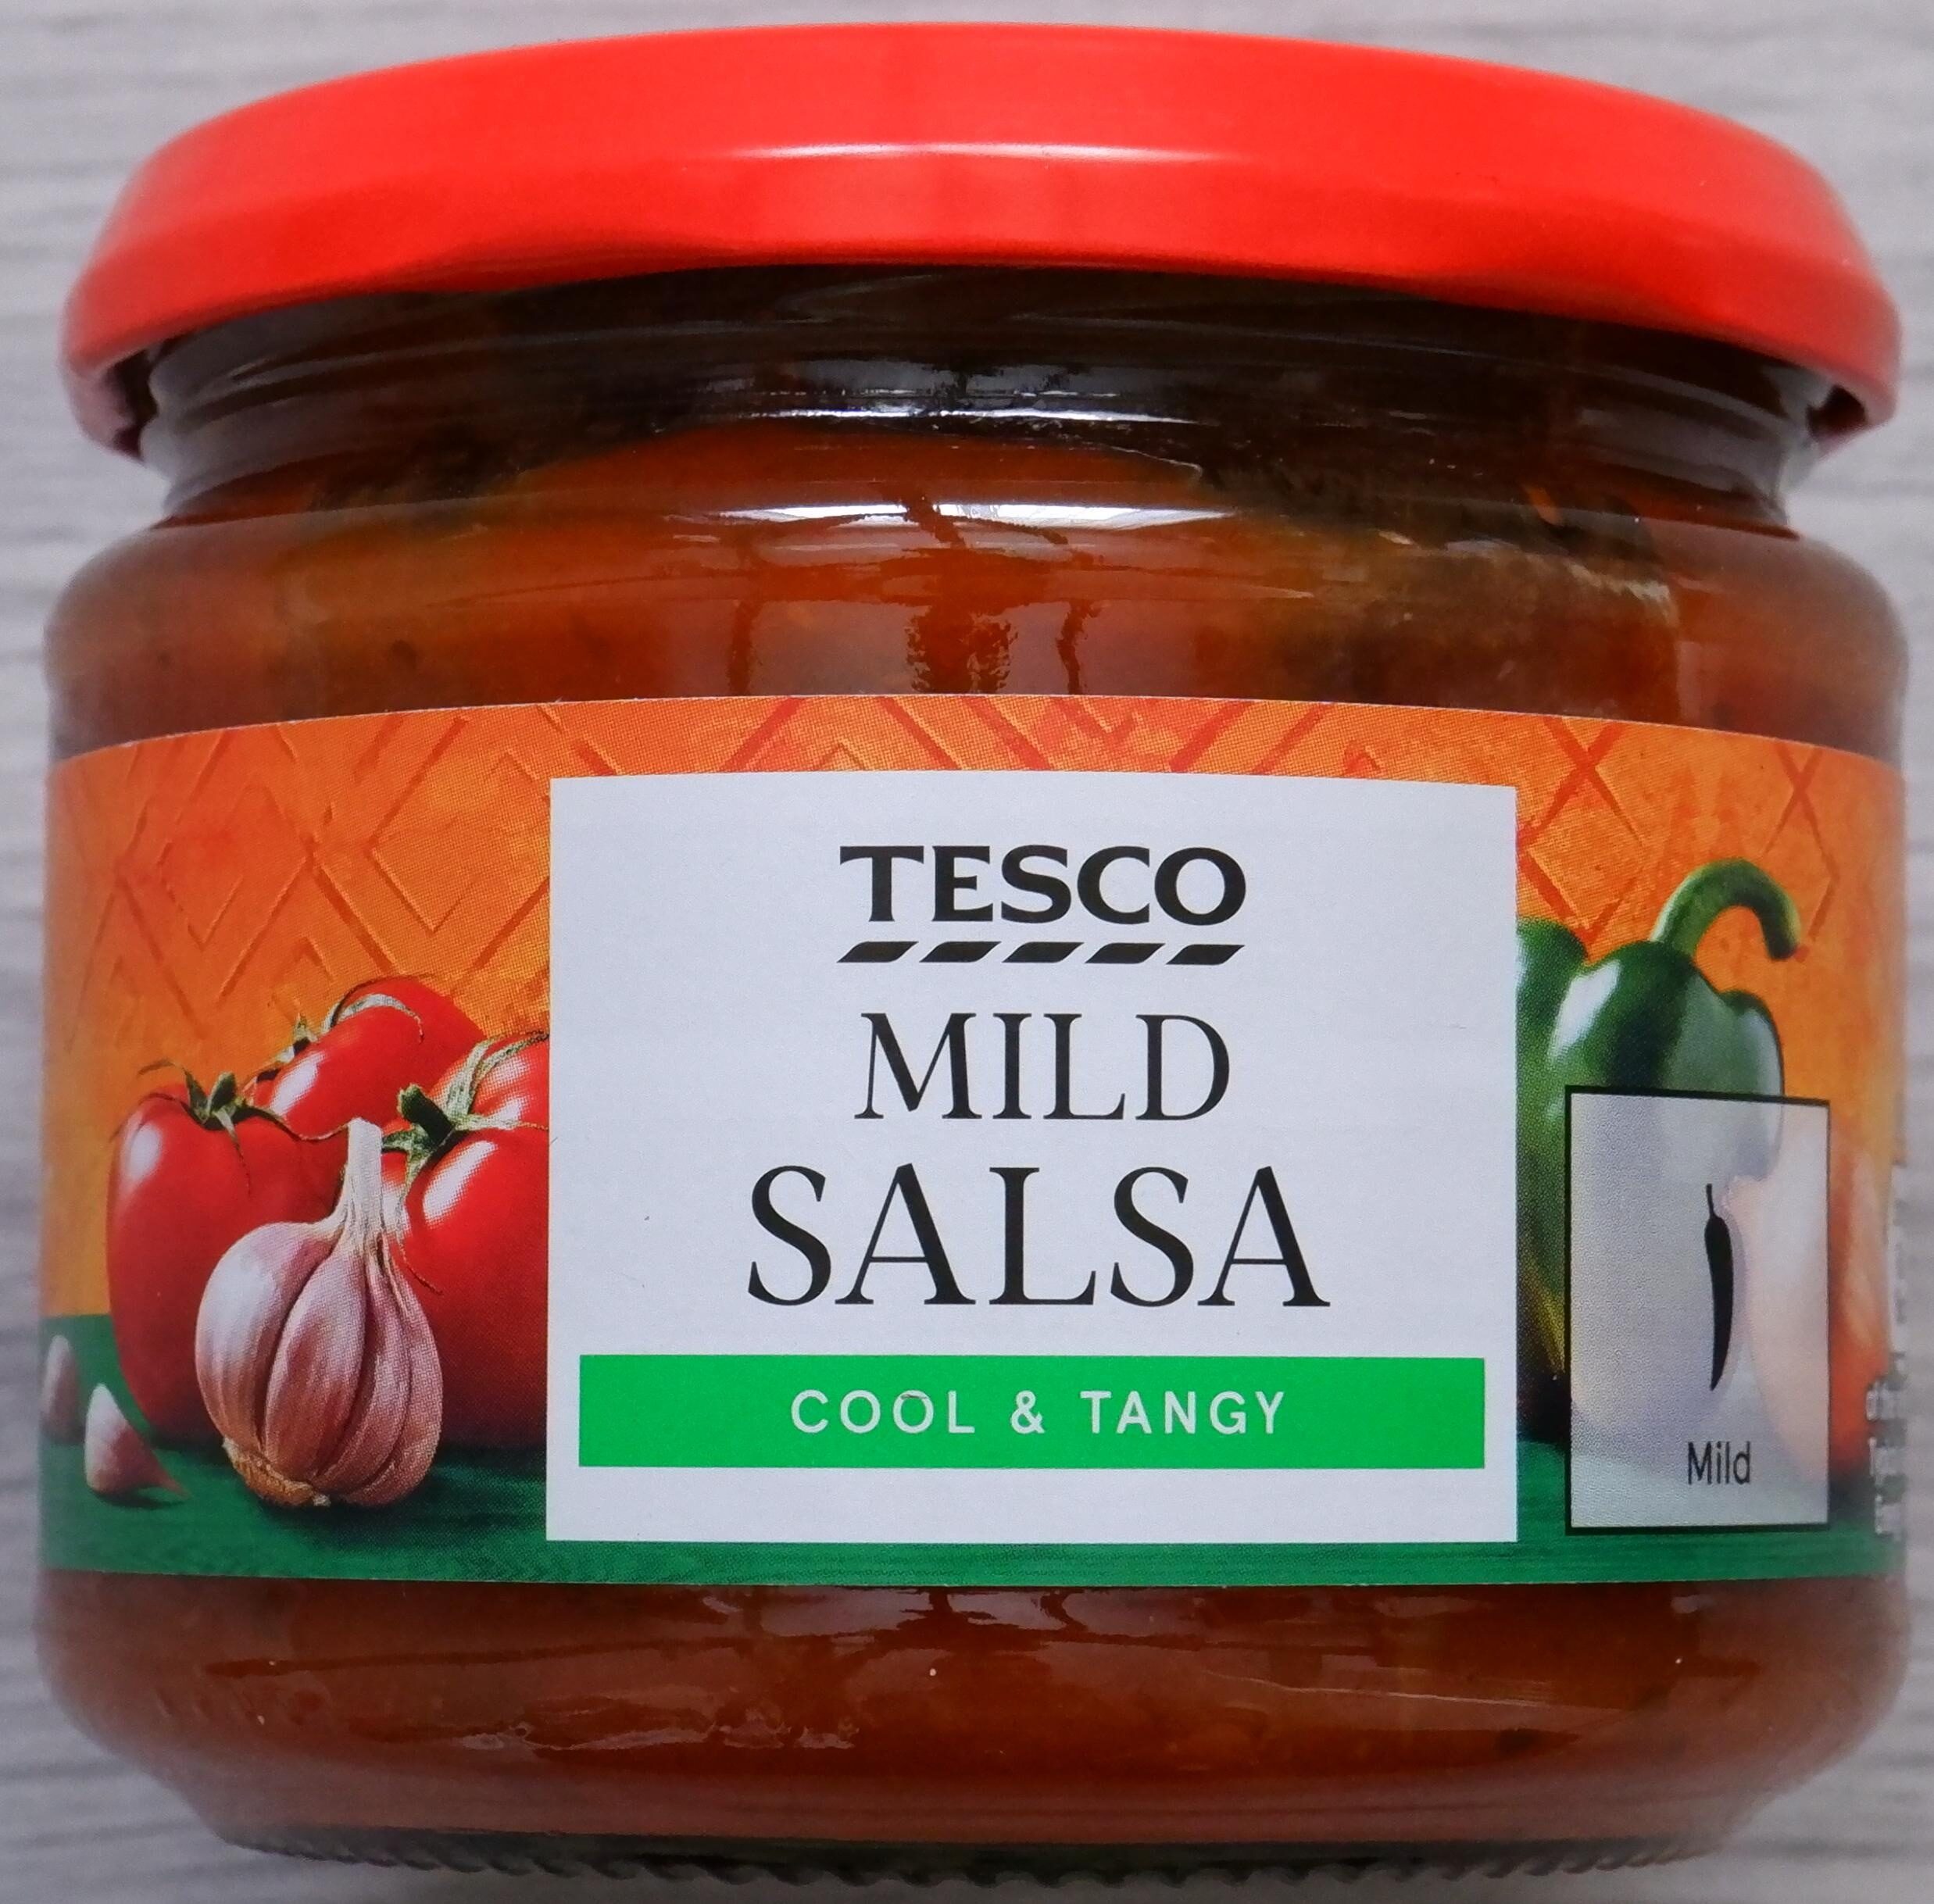 TESCO
MILD
SALSA
COOL & TANGY
Mild